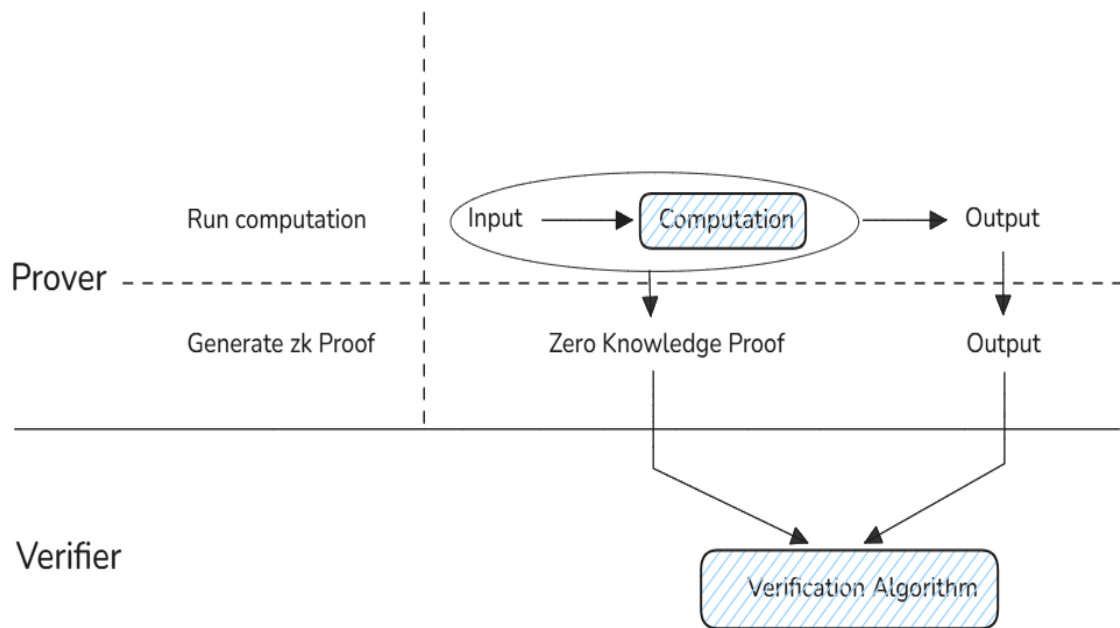 Run computation
Input
Computation
Output
Prover
Generate zk Proof
Zero Knowledge Proof
Output
Verifier
Verification Algorithm